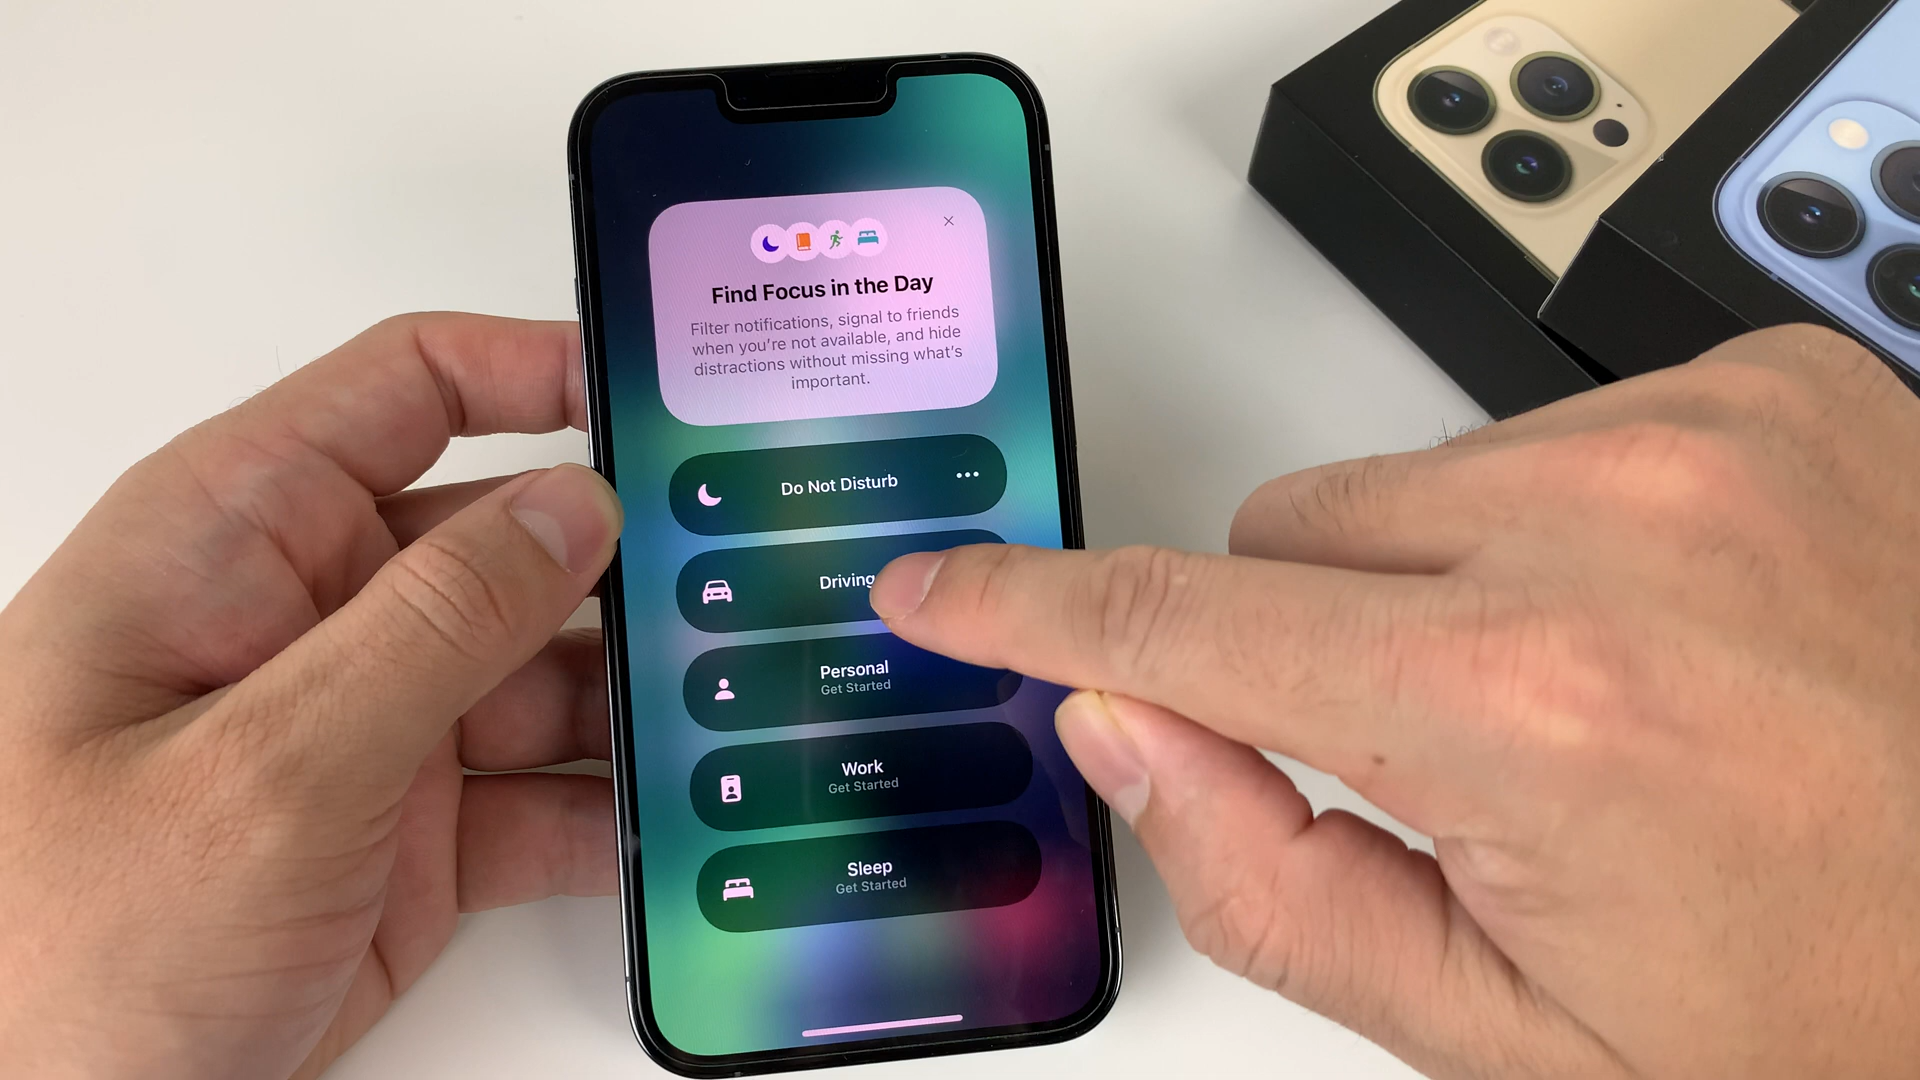 Find Focus in the Day
Filter notifications, signal to friends
when you're not available, and hide
distractions without missing what's
important.
Do Not Disturb
Driving
Personal
Get Started
Work
Get Started
Sleep
Get Started